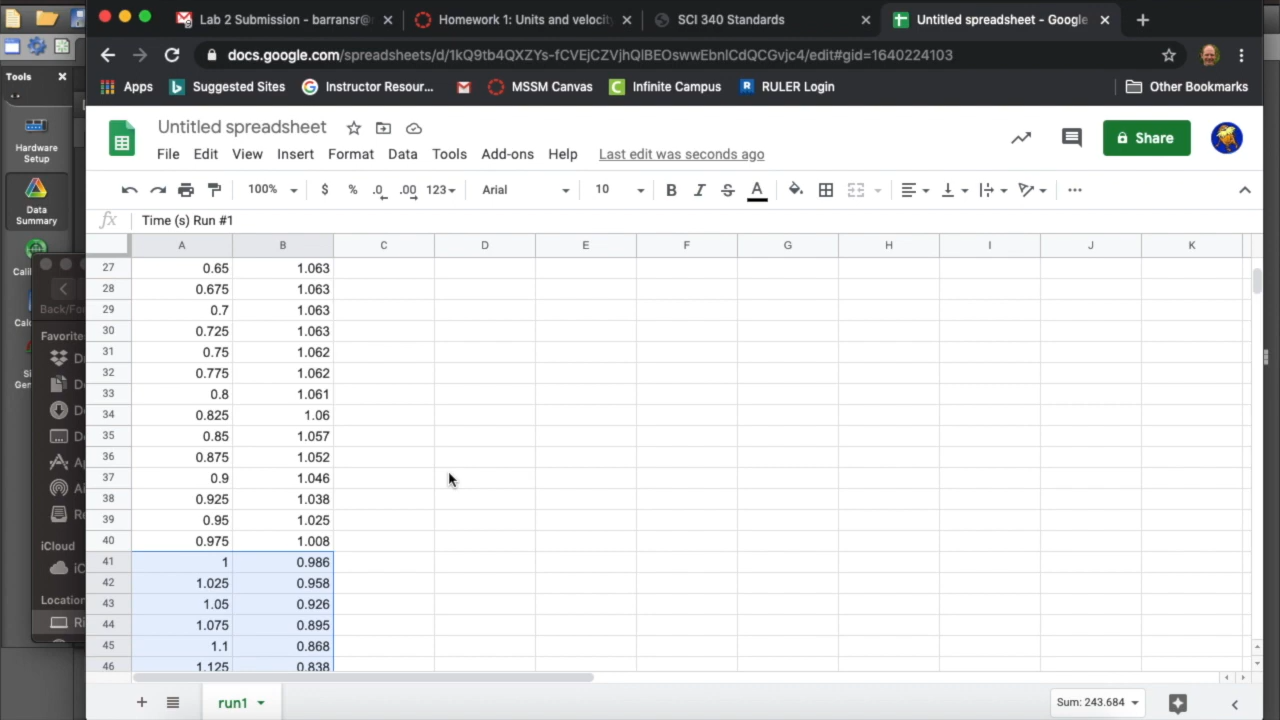 Lab 2 Submission - barransr@
Homework 1: Units and velocit
SCI 340 Standards
Untitled spreadsheet - Google
docs.google.com/spreadsheets/d/1kQ9tb4QXZYs-fCVEjCZVjhQIBEOswwEbnlCdQCGvjc4/edit#gid=1640224103
Apps Suggested Sites Instructor Resour... MSSM Canvas Infinite Campus RULER Login Other Bookmarks
Tools
Hardware
Setup
Data
Summary
Untitled spreadsheet
Share
File Edit View Insert Format Data Tools Add-ons Help Last edit was seconds ago
100% $ % .0 .00 123 Arial 10 B I S A
fx Time (s) Run #1
A B C D E F G H I J K
27 0.65 1.063
28 0.675 1.063
29 0.7 1.063
30 0.725 1.063
31 0.75 1.062
32 0.775 1.062
33 0.8 1.061
34 0.825 1.06
35 0.85 1.057
36 0.875 1.052
37 0.9 1.046
38 0.925 1.038
39 0.95 1.025
40 0.975 1.008
41 1 0.986
42 1.025 0.958
43 1.05 0.926
44 1.075 0.895
45 1.1 0.868
46 1.125 0.838
Back/Fo
Favorite
iCloud
Location
run1
Sum: 243.684